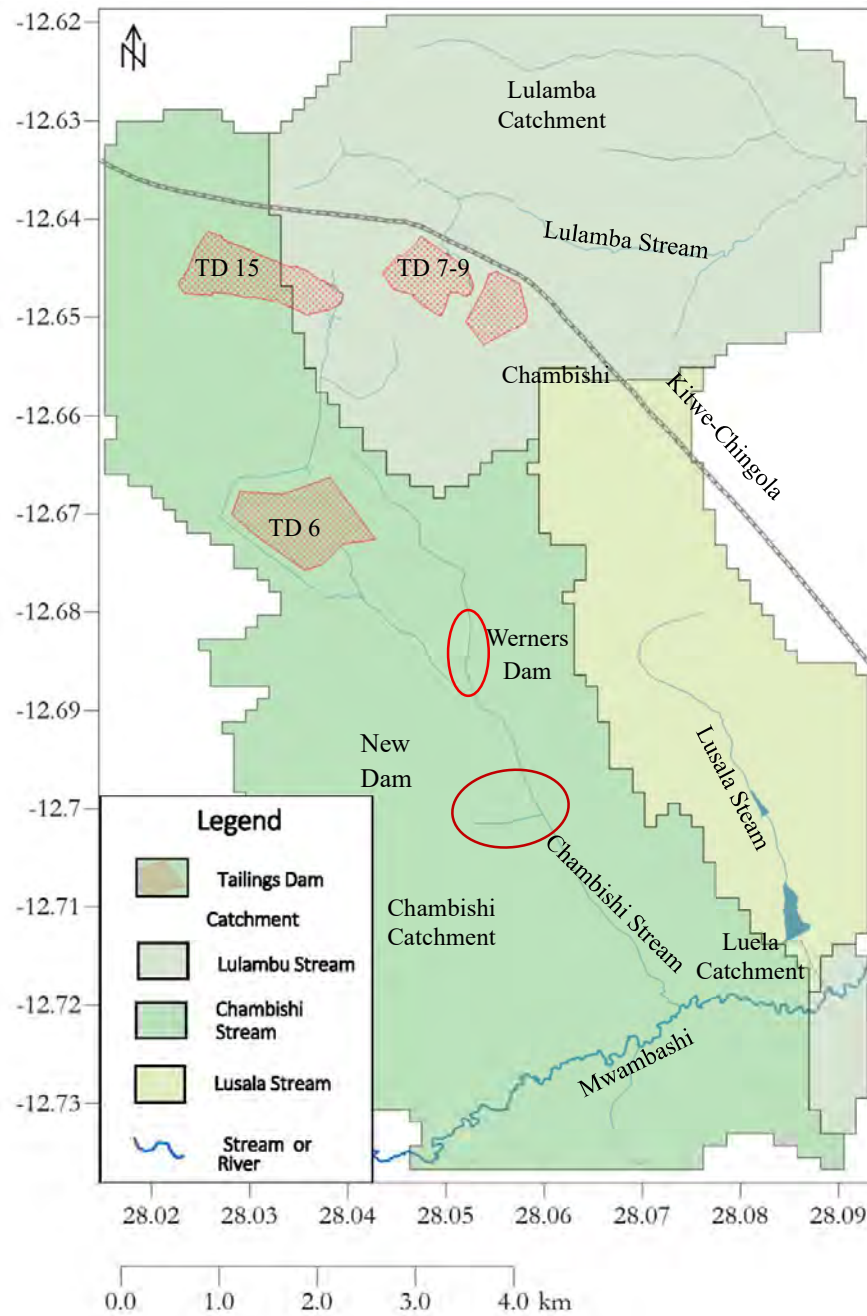 -12.62
-12.63
-12.64
-12.65
-12.66
-12.67
-12.68
-12.69
-12.7
-12.71
-12.72
-12.73
N
Lulamba
Catchment
Lulamba Stream
TD 15
TD 7-9
Chambishi
Kitwe-Chingola
TD 6
Werners
Dam
New
Dam
Lusala Steam
Chambishi Stream
Chambishi
Catchment
Luela
Catchment
Mwambashi
Legend
Tailings Dam
Catchment
Lulambu Stream
Chambishi
Stream
Lusala Stream
Stream or
River
28.02 28.03 28.04 28.05 28.06 28.07 28.08 28.09
0.0 1.0 2.0 3.0 4.0 km